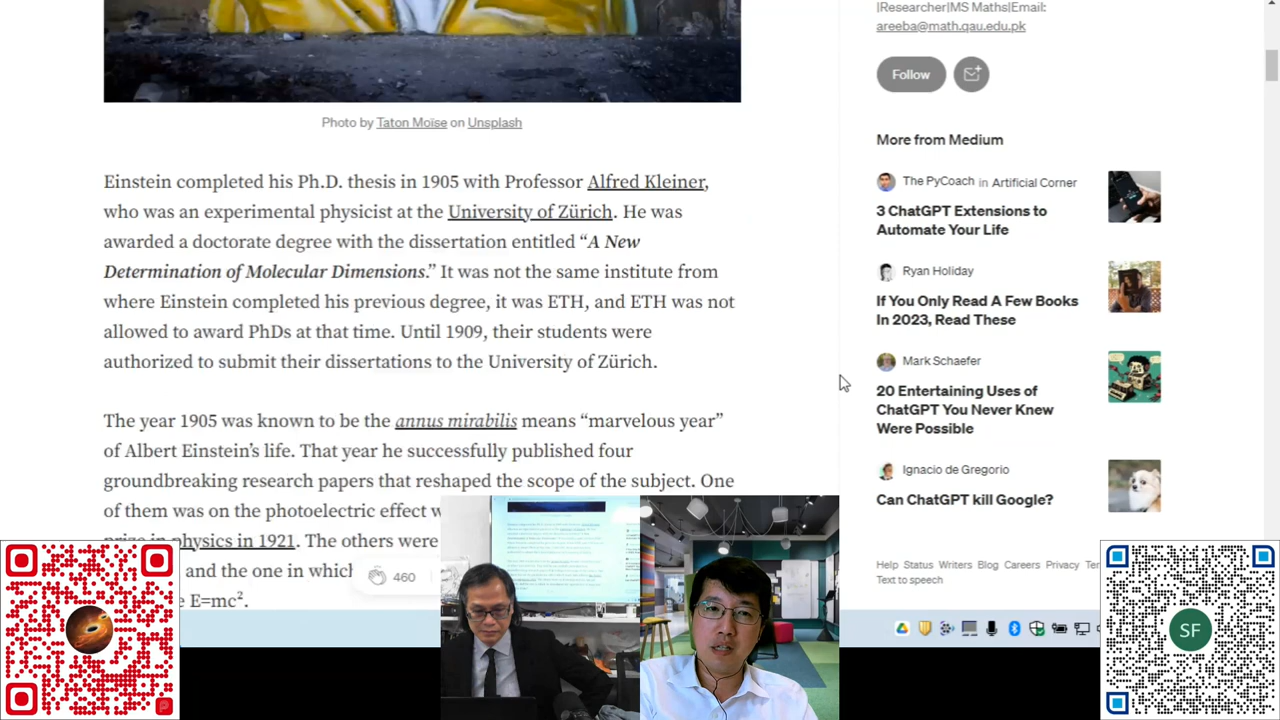 |Researcher|MS Maths|Email:
areeba@math.qau.edu.pk
Follow
Photo by Taton Moïse on Unsplash
Einstein completed his Ph.D. thesis in 1905 with Professor Alfred Kleiner,
who was an experimental physicist at the University of Zürich. He was
awarded a doctorate degree with the dissertation entitled “A New
Determination of Molecular Dimensions.” It was not the same institute from
where Einstein completed his previous degree, it was ETH, and ETH was not
allowed to award PhDs at that time. Until 1909, their students were
authorized to submit their dissertations to the University of Zürich.
The year 1905 was known to be the annus mirabilis means “marvelous year”
of Albert Einstein’s life. That year he successfully published four
groundbreaking research papers that reshaped the scope of the subject. One
of them was on the photoelectric effect
prize in physics in 1921. The others were
and the one in which
E=mc².
460
More from Medium
The PyCoach in Artificial Corner
3 ChatGPT Extensions to
Automate Your Life
Ryan Holiday
If You Only Read A Few Books
In 2023, Read These
Mark Schaefer
20 Entertaining Uses of
ChatGPT You Never Knew
Were Possible
Ignacio de Gregorio
Can ChatGPT kill Google?
Help Status Writers Blog Careers Privacy
Text to speech
SF